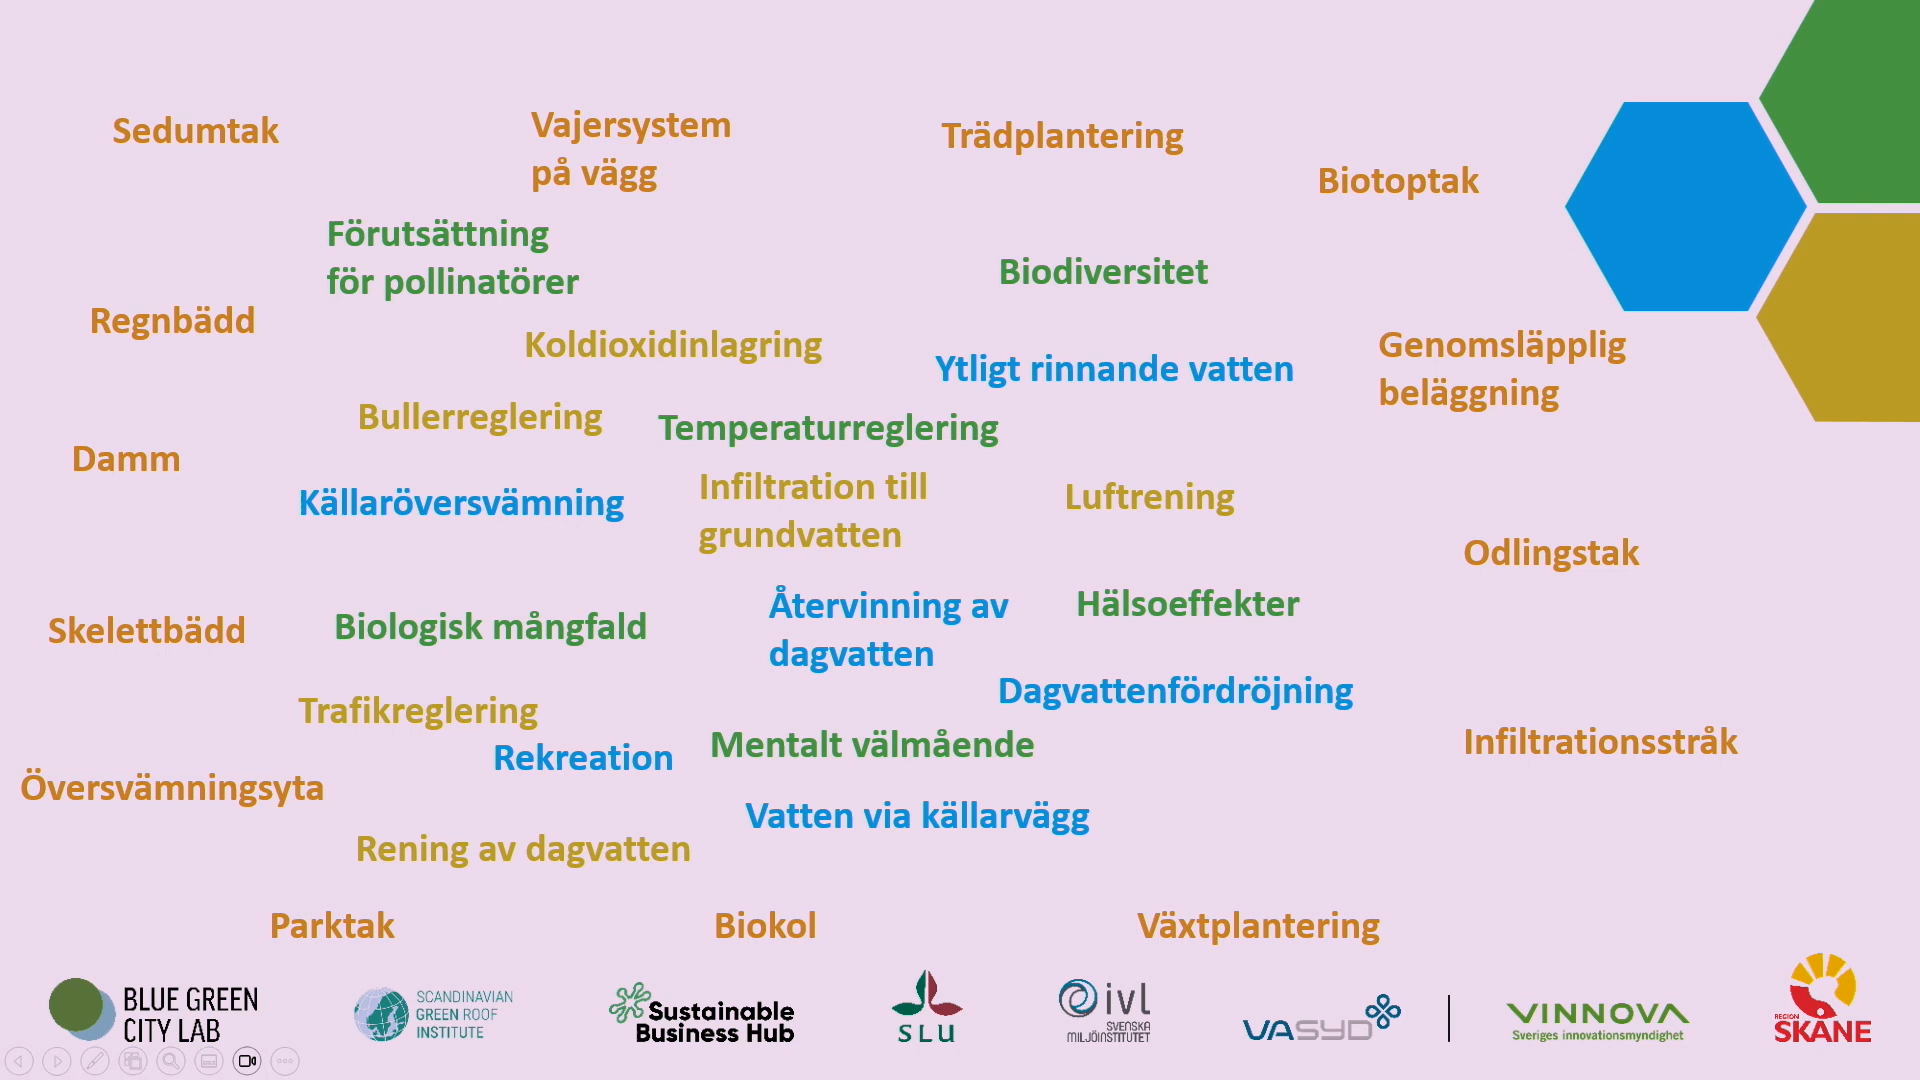 Sedumtak
Vajersystem
på vägg
Trädplantering
Biotoptak
Förutsättning
för pollinatörer
Biodiversitet
Regnbädd
Koldioxidinlagring
Ytligt rinnande vatten
Genomsläpplig
beläggning
Bullerreglering
Temperaturreglering
Damm
Källaröversvämning
Infiltration till
grundvatten
Luftrening
Odlingstak
Skelettbädd
Biologisk mångfald
Återvinning av
dagvatten
Hälsoeffekter
Dagvattenfördröjning
Trafikreglering
Rekreation
Mentalt välmående
Infiltrationsstråk
Översvämningsyta
Vatten via källarvägg
Rening av dagvatten
Parktak
Biokol
Växtplantering
BLUE GREEN
CITY LAB
SCANDINAVIAN
GREEN ROOF
INSTITUTE
Sustainable
Business Hub
SLU
ivl
SVENSKA
MILJÖINSTITUTET
VASYD
VINNOVA
Sveriges innovationsmyndighet
REGION
SKÅNE